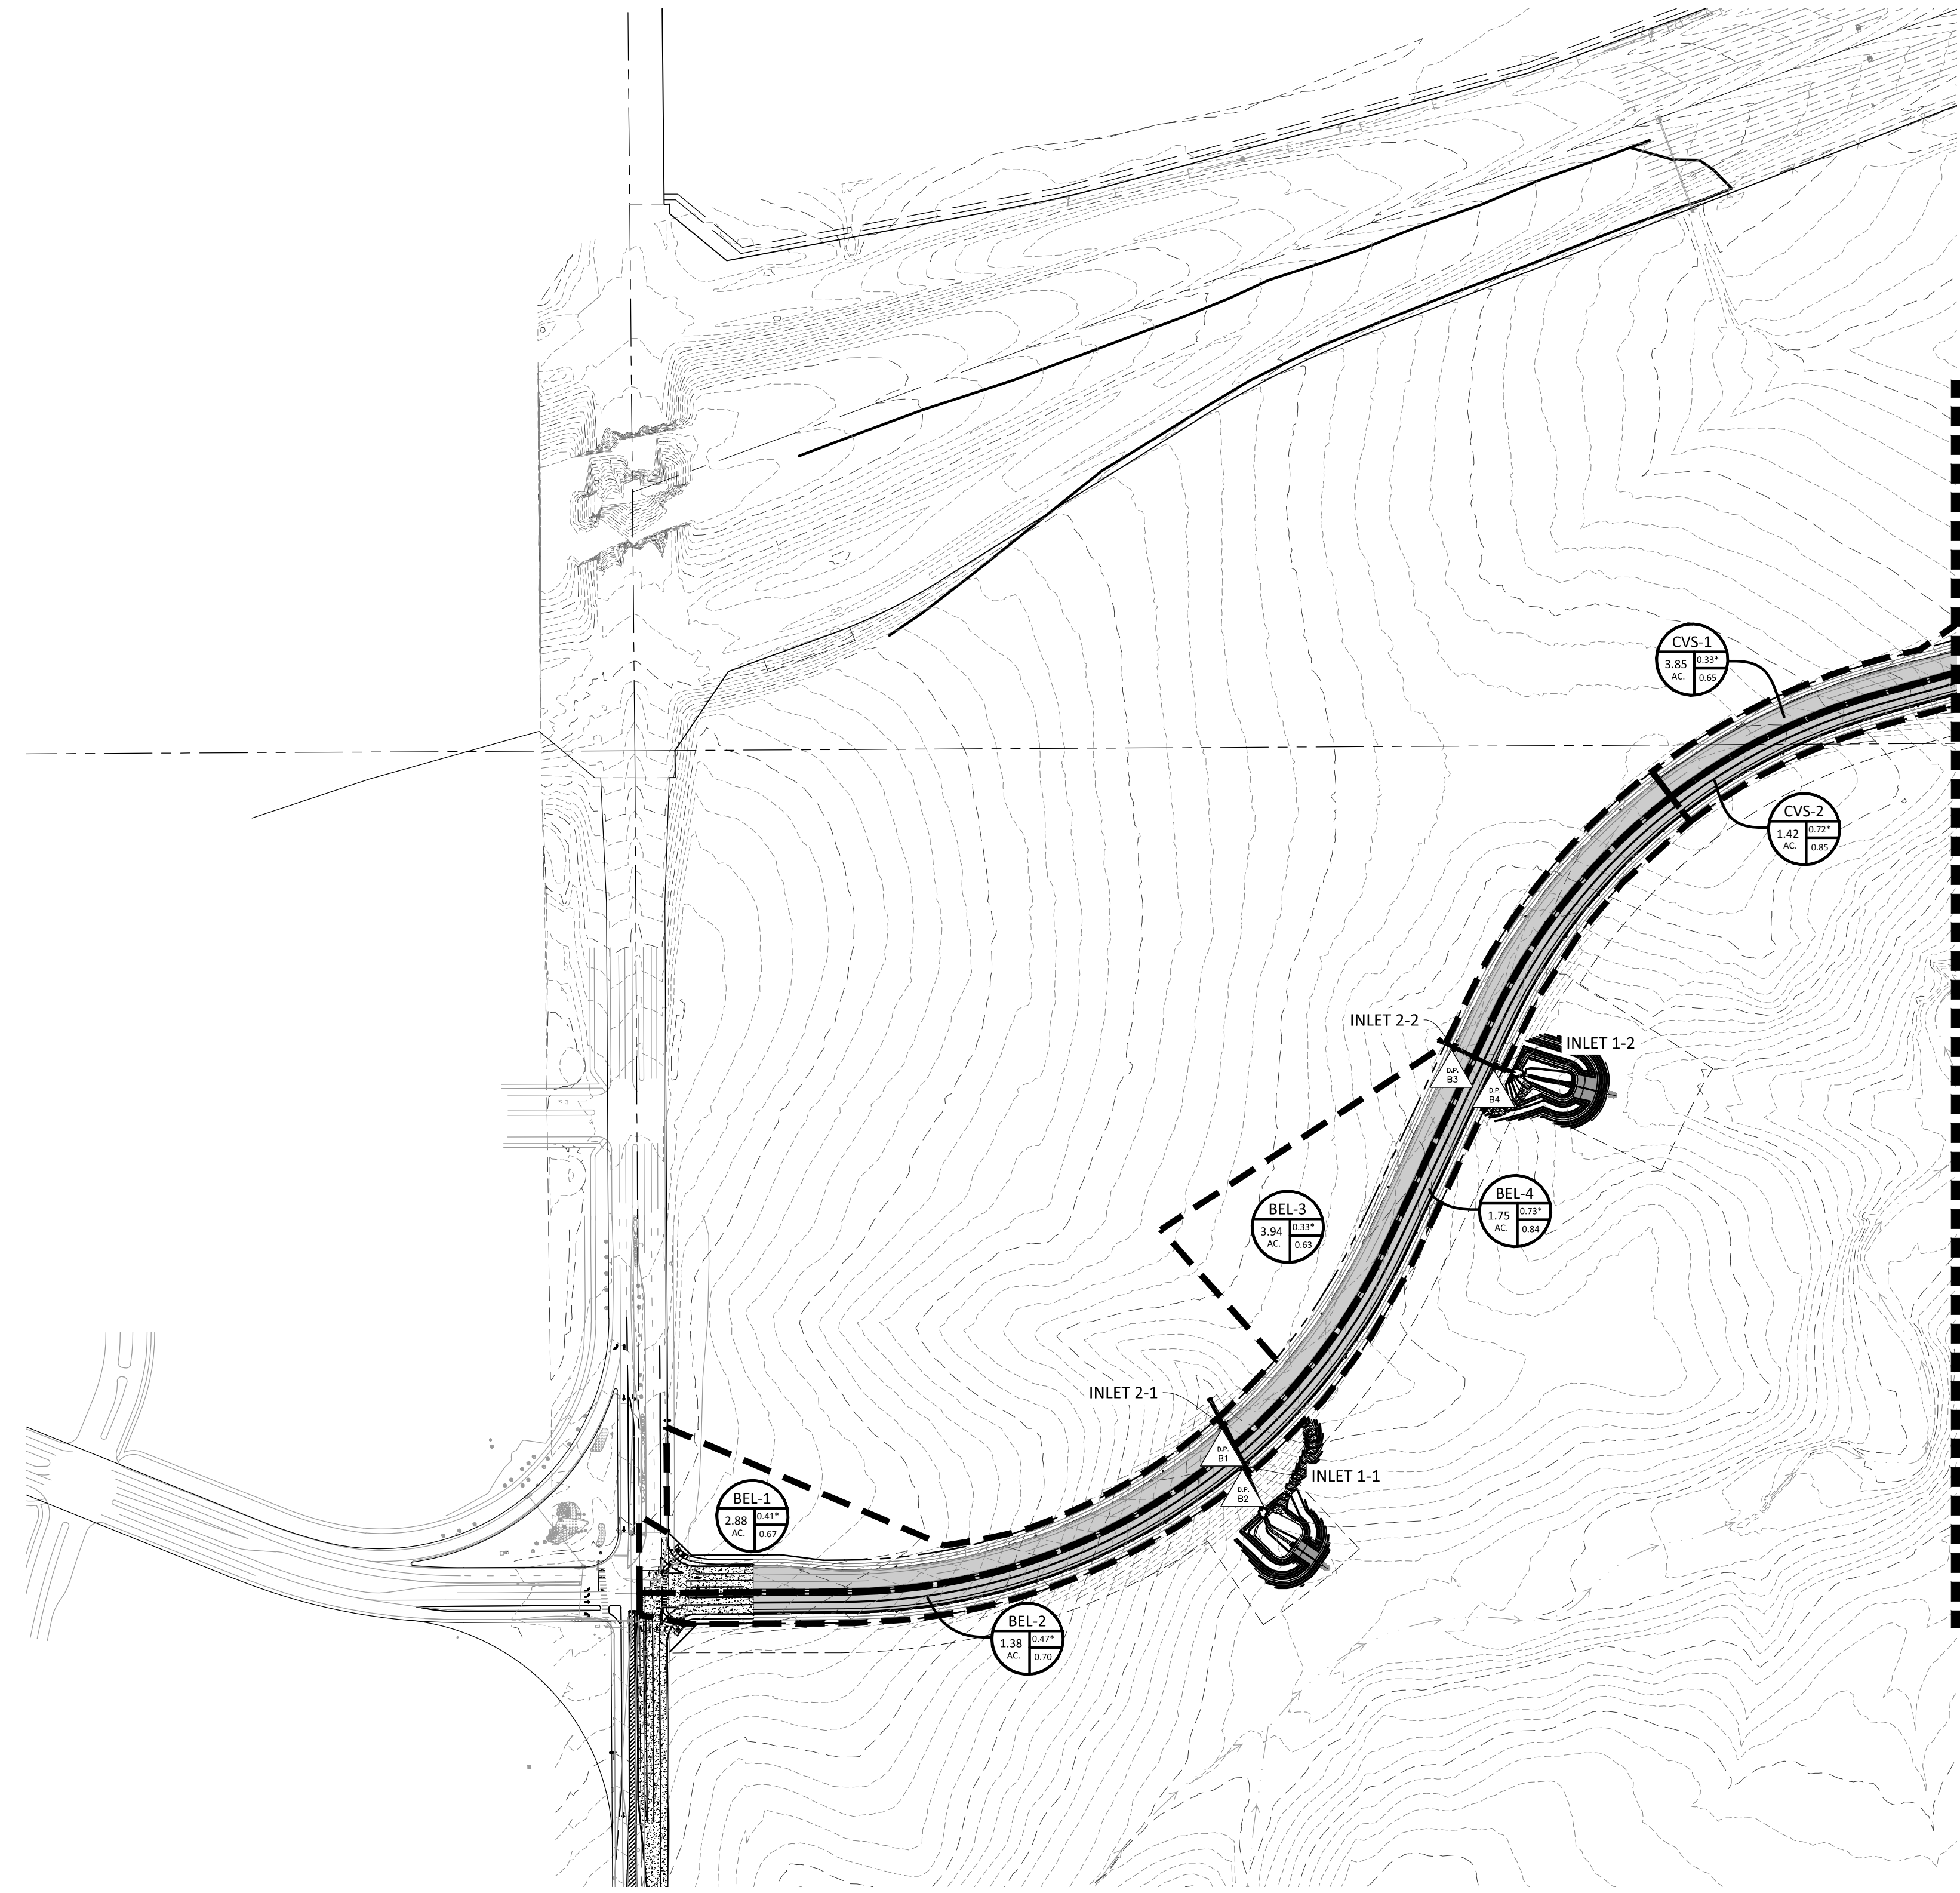 CVS-1
3.85
AC.
0.33*
0.65
CVS-2
1.42
AC.
0.72*
0.85
INLET 2-2
INLET 1-2
D.P.
B3
D.P.
B4
BEL-3
3.94
AC.
0.33*
0.63
BEL-4
1.75
AC.
0.73*
0.84
INLET 2-1
D.P.
B1
INLET 1-1
D.P.
B2
BEL-1
2.88
AC.
0.41*
0.67
BEL-2
1.38
AC.
0.47*
0.70